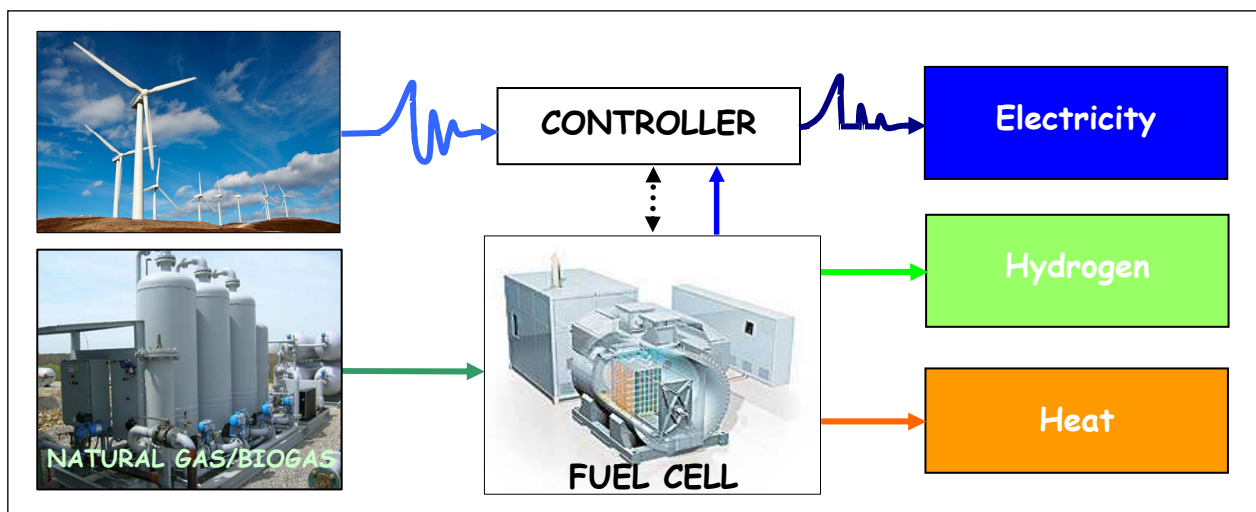 CONTROLLER
Electricity
Hydrogen
NATURAL GAS/BIOGAS
FUEL CELL
Heat